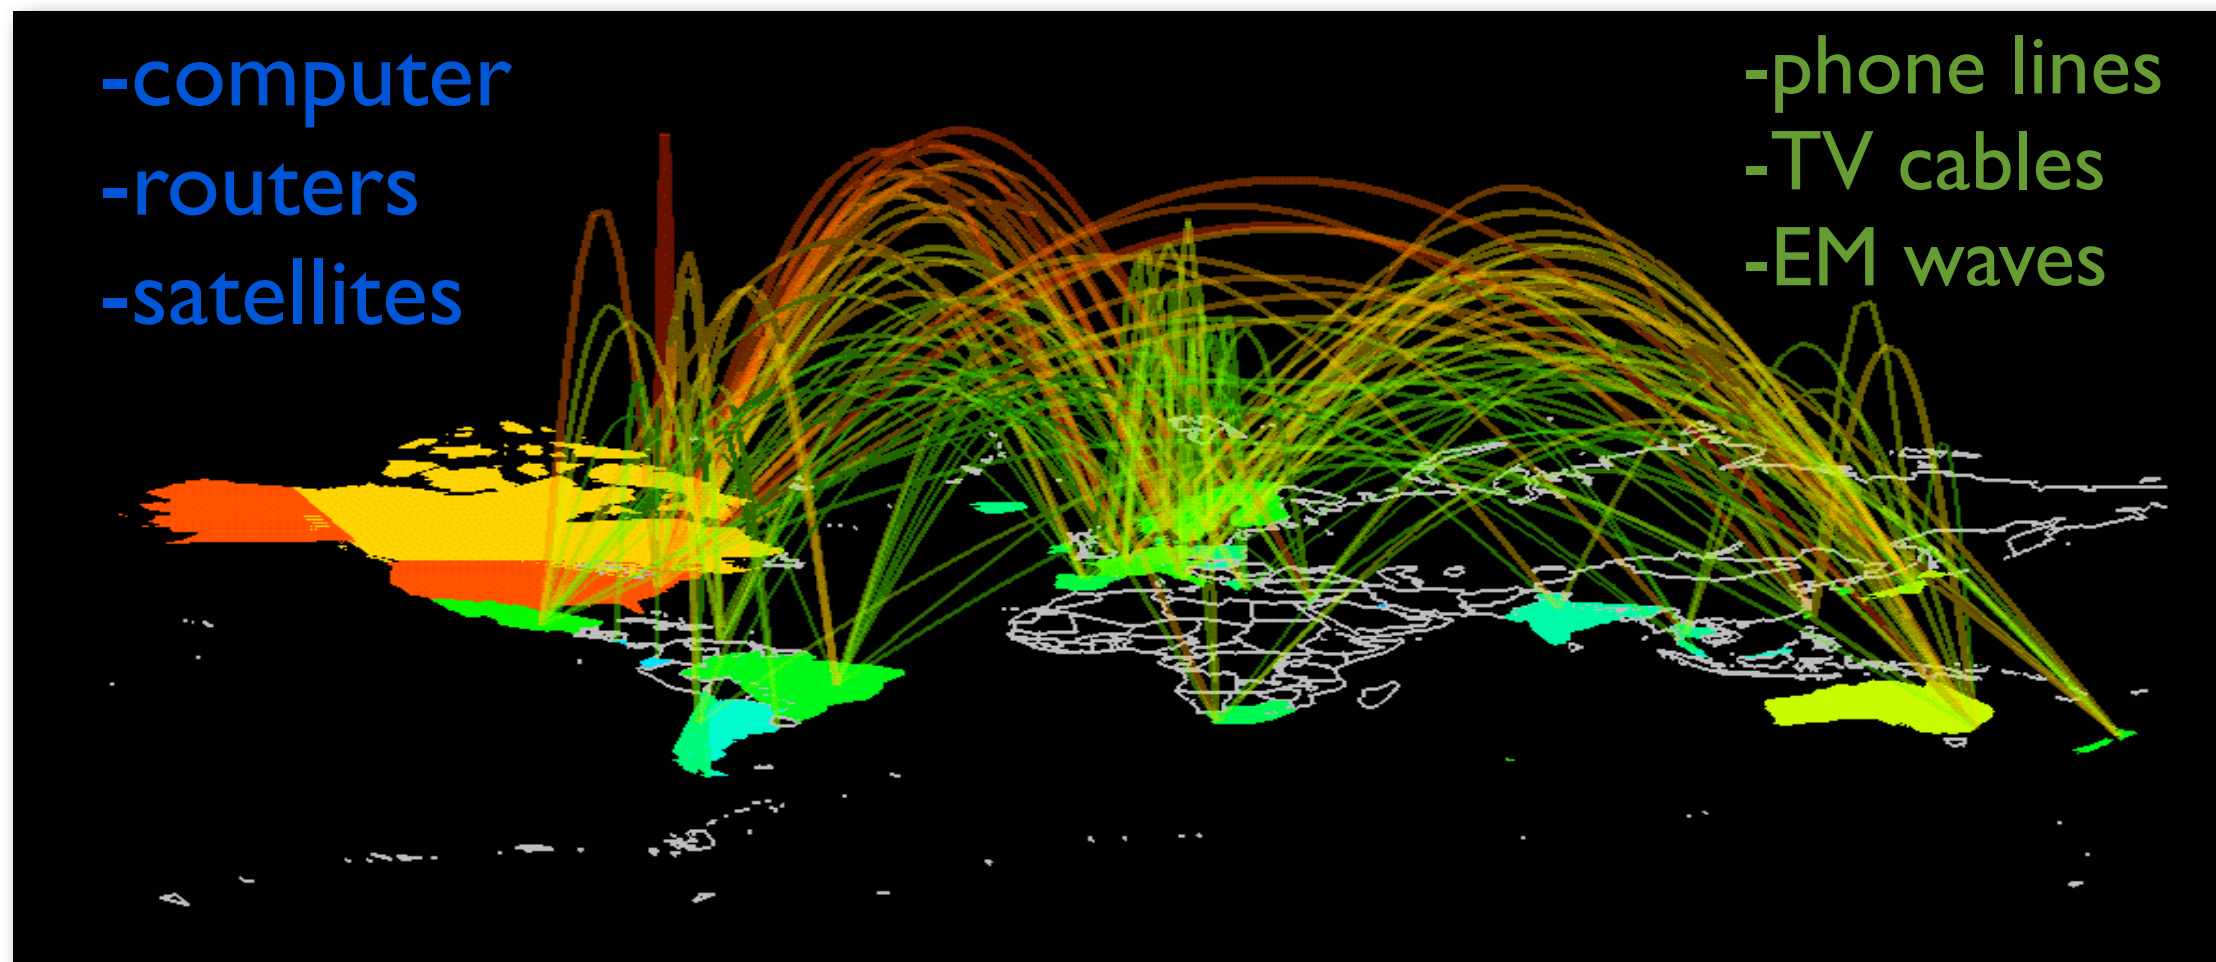 -computer
-routers
-satellites
-phone lines
-TV cables
-EM waves